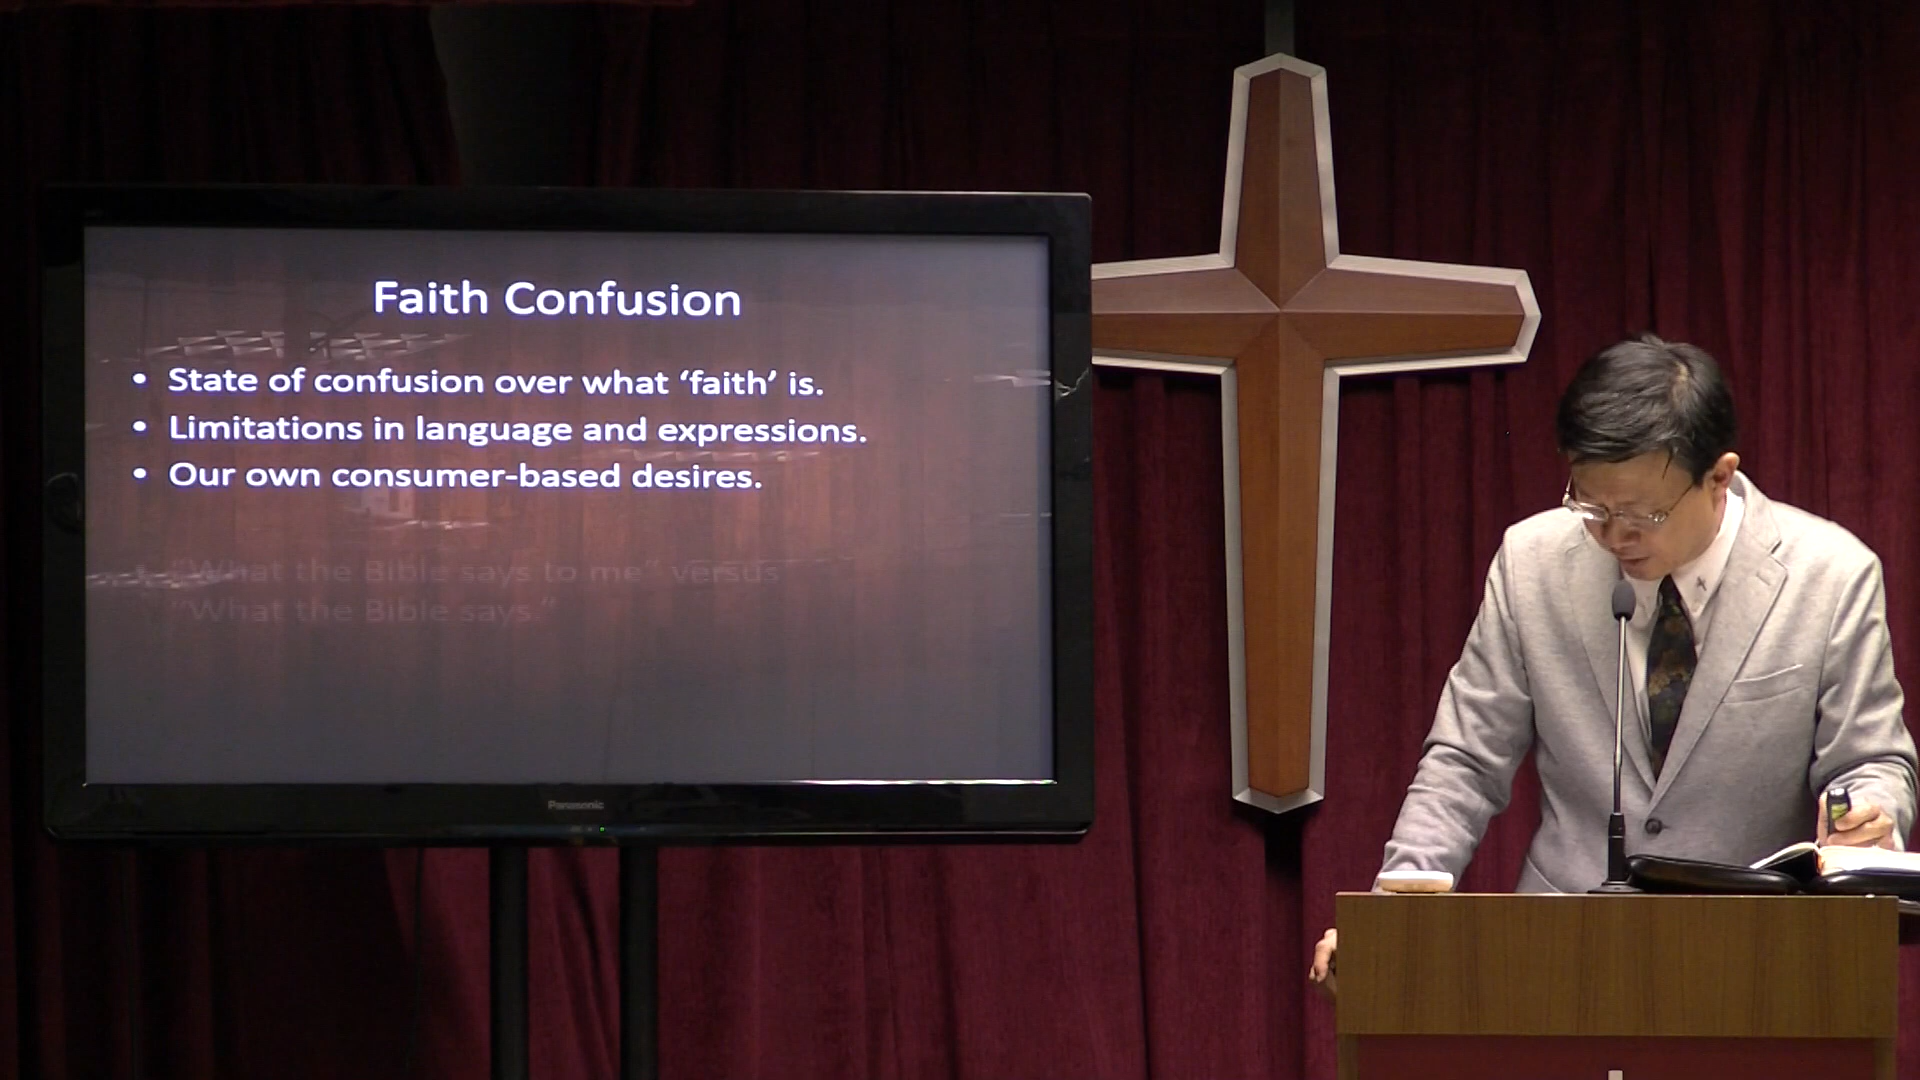 Faith Confusion
• State of confusion over what ‘faith’ is.
• Limitations in language and expressions.
• Our own consumer-based desires.
• “What the Bible says to me” versus
“What the Bible says.”
Panasonic